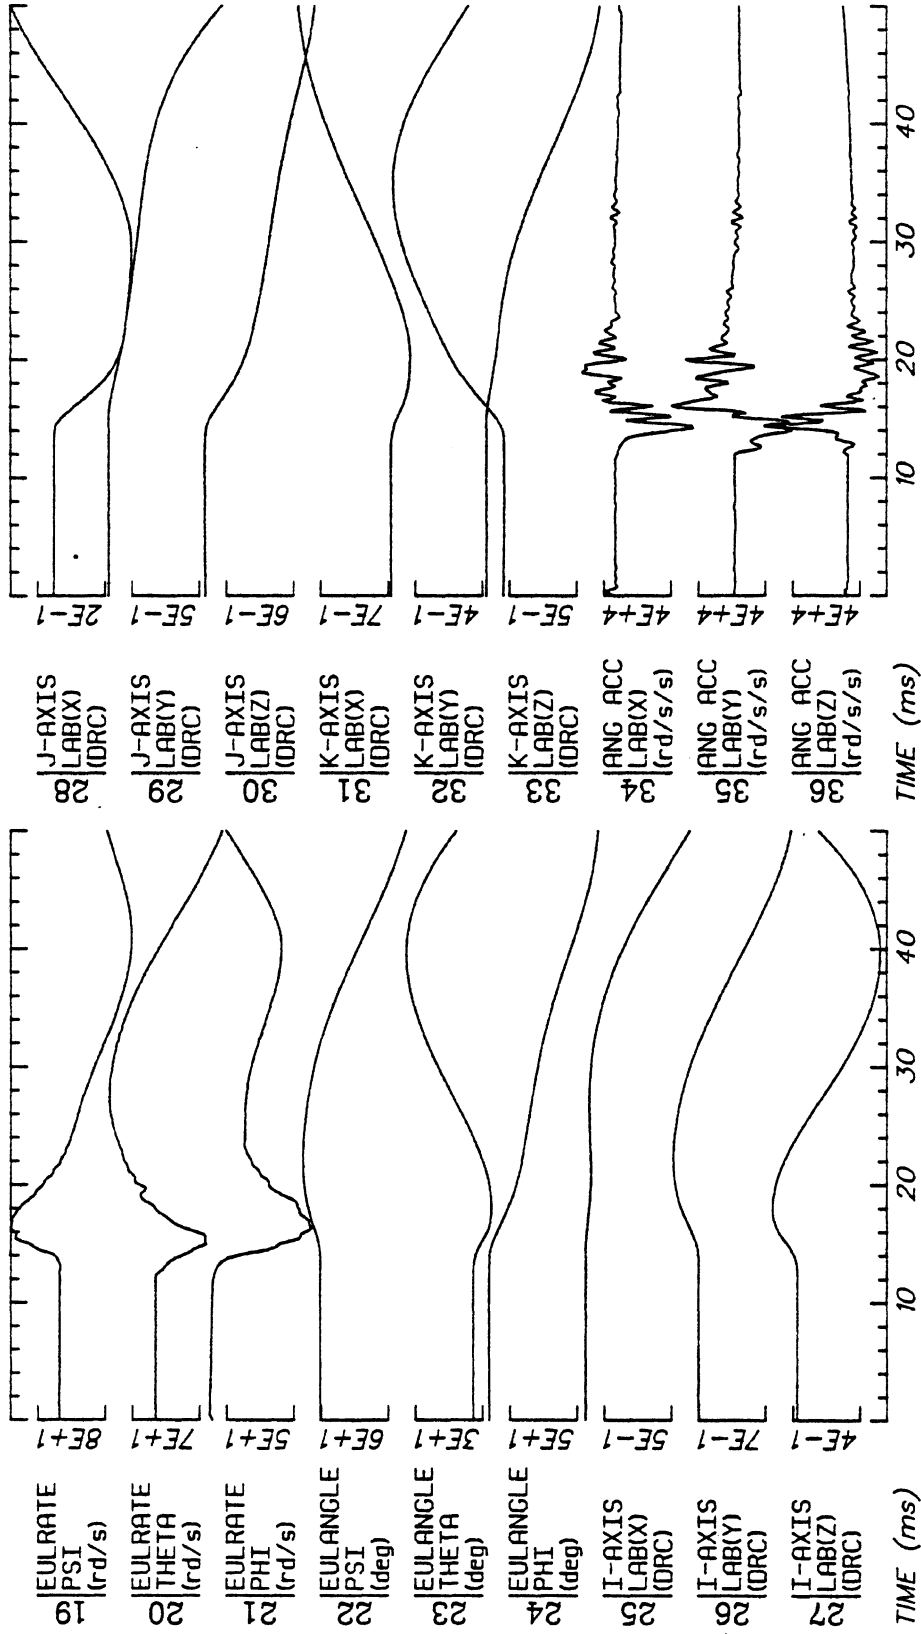 19
EULRATE
PSI
(rd/s)
8E+1
20
EULRATE
THETA
(rd/s)
7E+1
21
EULRATE
PHI
(rd/s)
5E+1
22
EULANGLE
PSI
(deg)
6E+1
23
EULANGLE
THETA
(deg)
3E+1
24
EULANGLE
PHI
(deg)
5E+1
25
I-AXIS
LAB(X)
(DRC)
5E-1
26
I-AXIS
LAB(Y)
(DRC)
7E-1
27
I-AXIS
LAB(Z)
(DRC)
4E-1
TIME (ms) 10 20 30 40
28
J-AXIS
LAB(X)
(DRC)
2E-1
29
J-AXIS
LAB(Y)
(DRC)
5E-1
30
J-AXIS
LAB(Z)
(DRC)
6E-1
31
K-AXIS
LAB(X)
(DRC)
7E-1
32
K-AXIS
LAB(Y)
(DRC)
4E-1
33
K-AXIS
LAB(Z)
(DRC)
5E-1
34
ANG ACC
LAB(X)
(rd/s/s)
4E+4
35
ANG ACC
LAB(Y)
(rd/s/s)
4E+4
36
ANG ACC
LAB(Z)
(rd/s/s)
4E+4
TIME (ms) 10 20 30 40